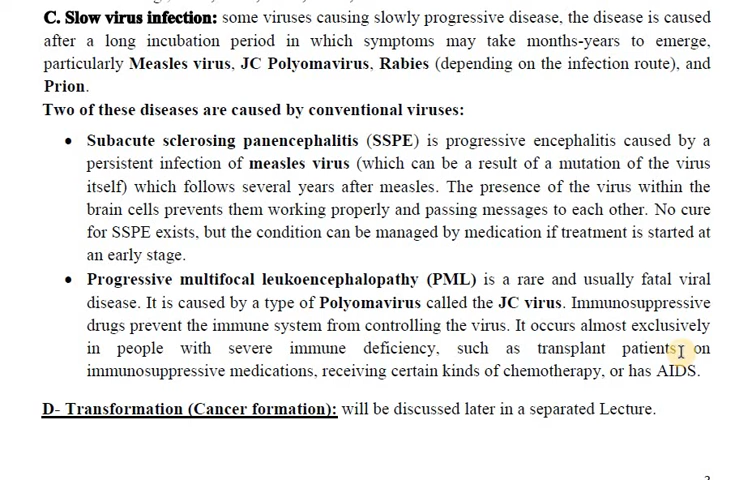 C. Slow virus infection: some viruses causing slowly progressive disease, the disease is caused
after a long incubation period in which symptoms may take months-years to emerge,
particularly Measles virus, JC Polyomavirus, Rabies (depending on the infection route), and
Prion.
Two of these diseases are caused by conventional viruses:
• Subacute sclerosing panencephalitis (SSPE) is progressive encephalitis caused by a
persistent infection of measles virus (which can be a result of a mutation of the virus
itself) which follows several years after measles. The presence of the virus within the
brain cells prevents them working properly and passing messages to each other. No cure
for SSPE exists, but the condition can be managed by medication if treatment is started at
an early stage.
• Progressive multifocal leukoencephalopathy (PML) is a rare and usually fatal viral
disease. It is caused by a type of Polyomavirus called the JC virus. Immunosuppressive
drugs prevent the immune system from controlling the virus. It occurs almost exclusively
in people with severe immune deficiency, such as transplant patients on
immunosuppressive medications, receiving certain kinds of chemotherapy, or has AIDS.
D- Transformation (Cancer formation): will be discussed later in a separated Lecture.